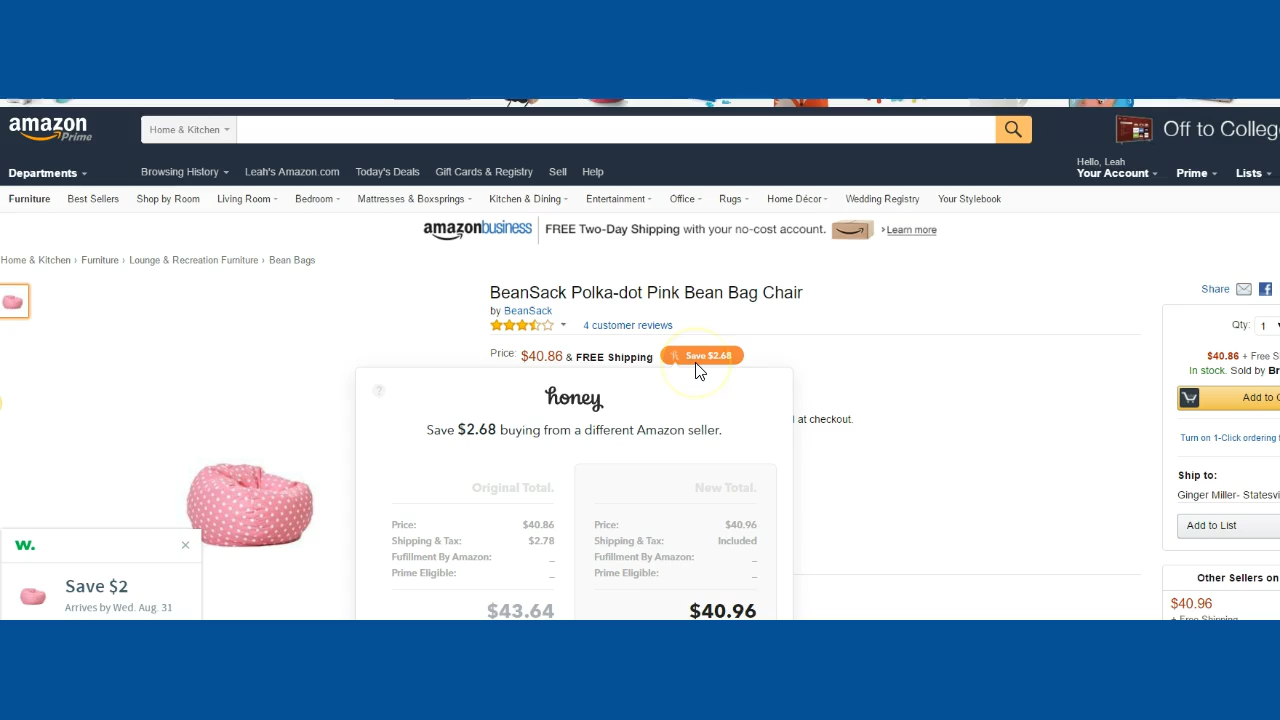 amazon
Prime
Home & Kitchen
Off to Colleg
Departments
Browsing History
Leah's Amazon.com
Today's Deals
Gift Cards & Registry
Sell
Help
Hello, Leah
Your Account
Prime
Lists
Furniture
Best Sellers
Shop by Room
Living Room
Bedroom
Mattresses & Boxsprings
Kitchen & Dining
Entertainment
Office
Rugs
Home Décor
Wedding Registry
Your Stylebook
amazonbusiness FREE Two-Day Shipping with your no-cost account. › Learn more
Home & Kitchen › Furniture › Lounge & Recreation Furniture › Bean Bags
BeanSack Polka-dot Pink Bean Bag Chair
by BeanSack
4 customer reviews
Price: $40.86 & FREE Shipping
Save $2.68
at checkout.
honey
?
Save $2.68 buying from a different Amazon seller.
Original Total.
Price: $40.86
Shipping & Tax: $2.78
Fufillment By Amazon: _
Prime Eligible: _
$43.64
New Total.
Price: $40.96
Shipping & Tax: Included
Fufillment By Amazon: _
Prime Eligible: _
$40.96
w.
Save $2
Arrives by Wed. Aug. 31
Share
Qty: 1
$40.86 + Free S
In stock. Sold by Br
Add to C
Turn on 1-Click ordering f
Ship to:
Ginger Miller- Statesvi
Add to List
Other Sellers on
$40.96
+ Free Shipping